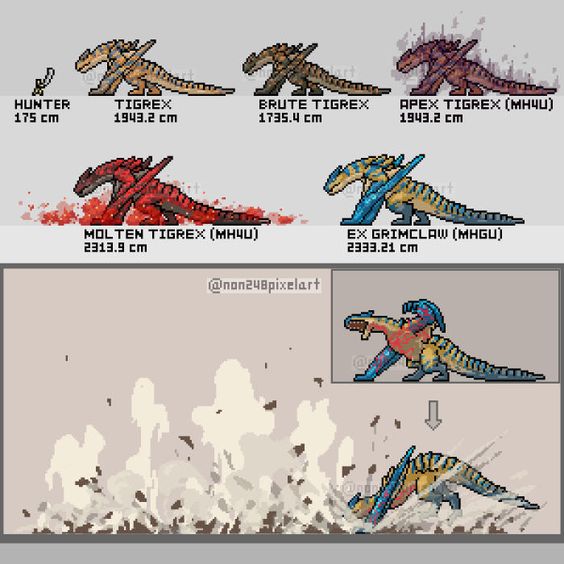 HUNTER
175 cm
TIGREX
1943.2 cm
BRUTE TIGREX
1735.4 cm
APEX TIGREX (MH4U)
1943.2 cm
MOLTEN TIGREX (MH4U)
2313.9 cm
EX GRIMCLAW (MHGU)
2333.21 cm
@non248pixelart